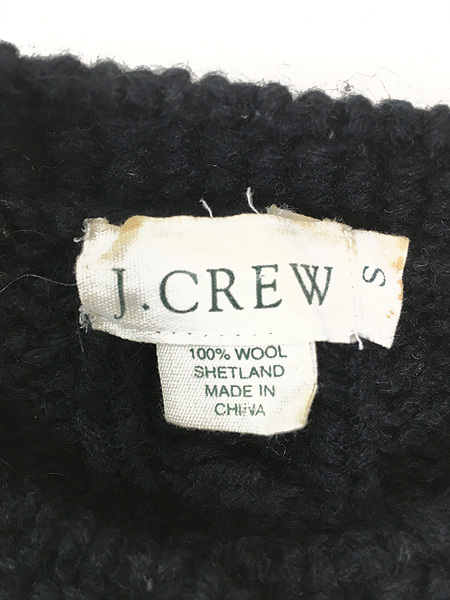 J.CREW
S
100% WOOL
SHETLAND
MADE IN
CHINA